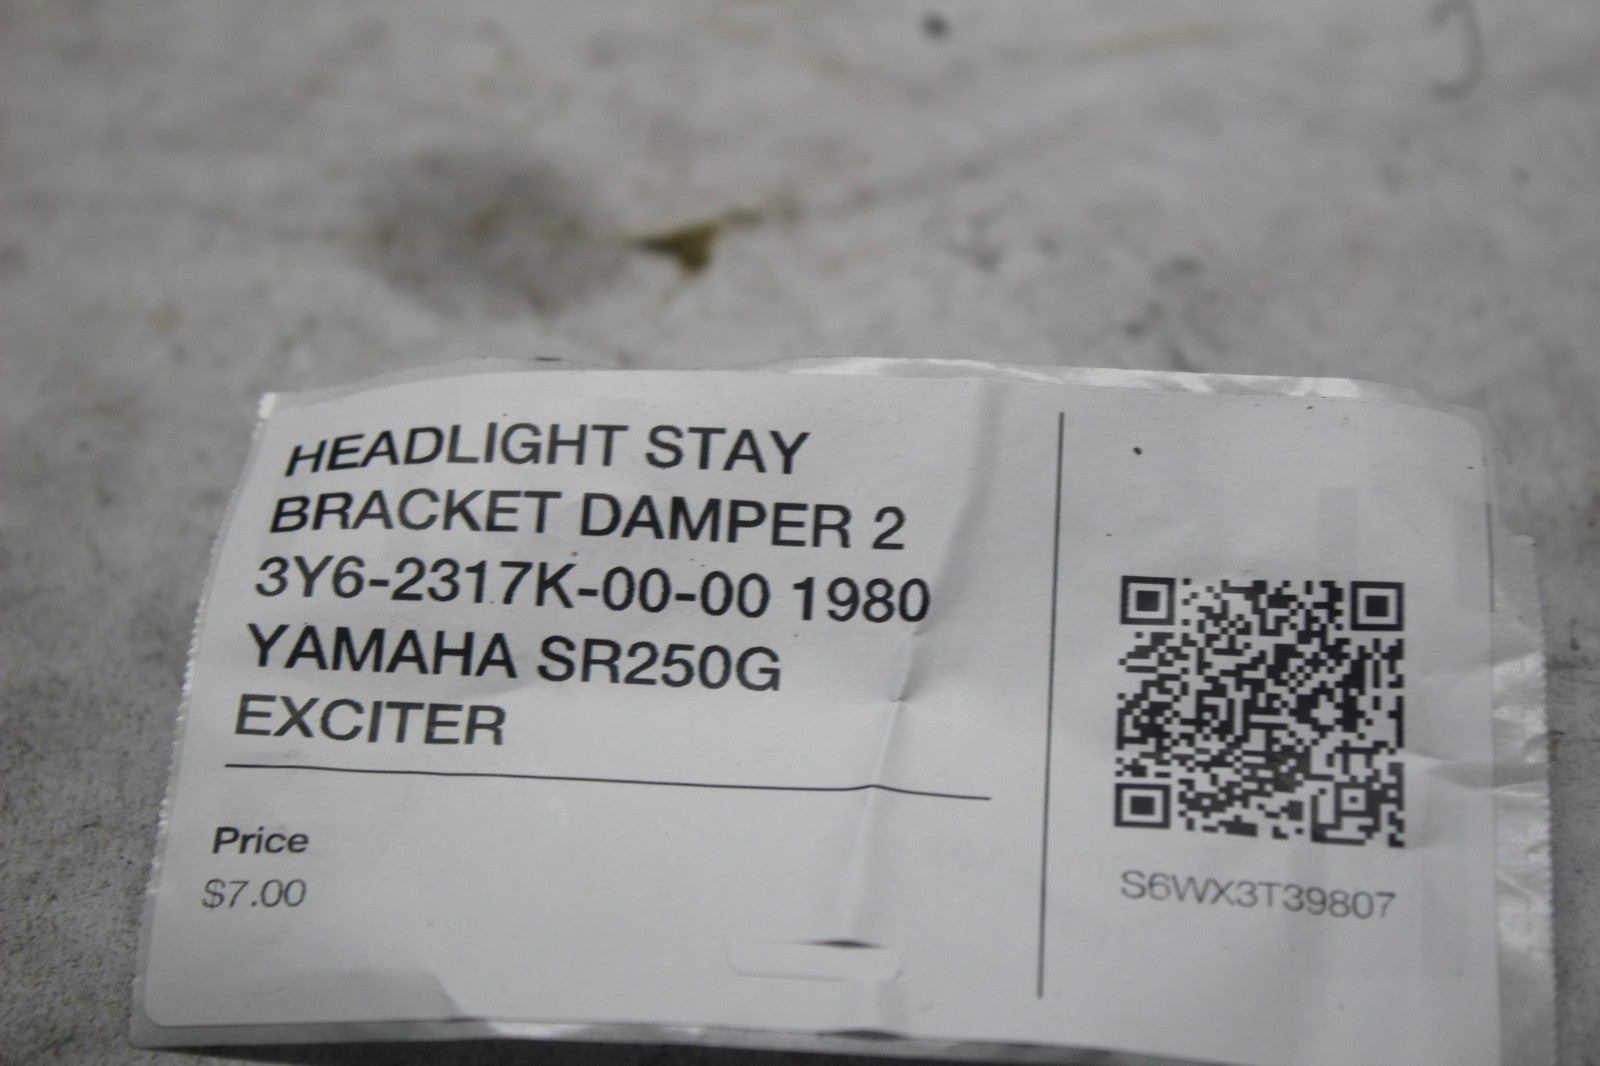 HEADLIGHT STAY
BRACKET DAMPER 2
3Y6-2317K-00-00 1980
YAMAHA SR250G
EXCITER
Price
$7.00
S6WX3T39807